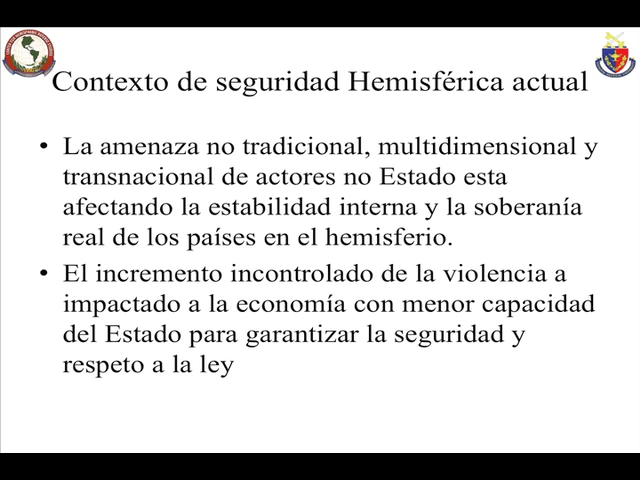 Contexto de seguridad Hemisférica actual
• La amenaza no tradicional, multidimensional y
transnacional de actores no Estado esta
afectando la estabilidad interna y la soberanía
real de los países en el hemisferio.
• El incremento incontrolado de la violencia a
impactado a la economía con menor capacidad
del Estado para garantizar la seguridad y
respeto a la ley